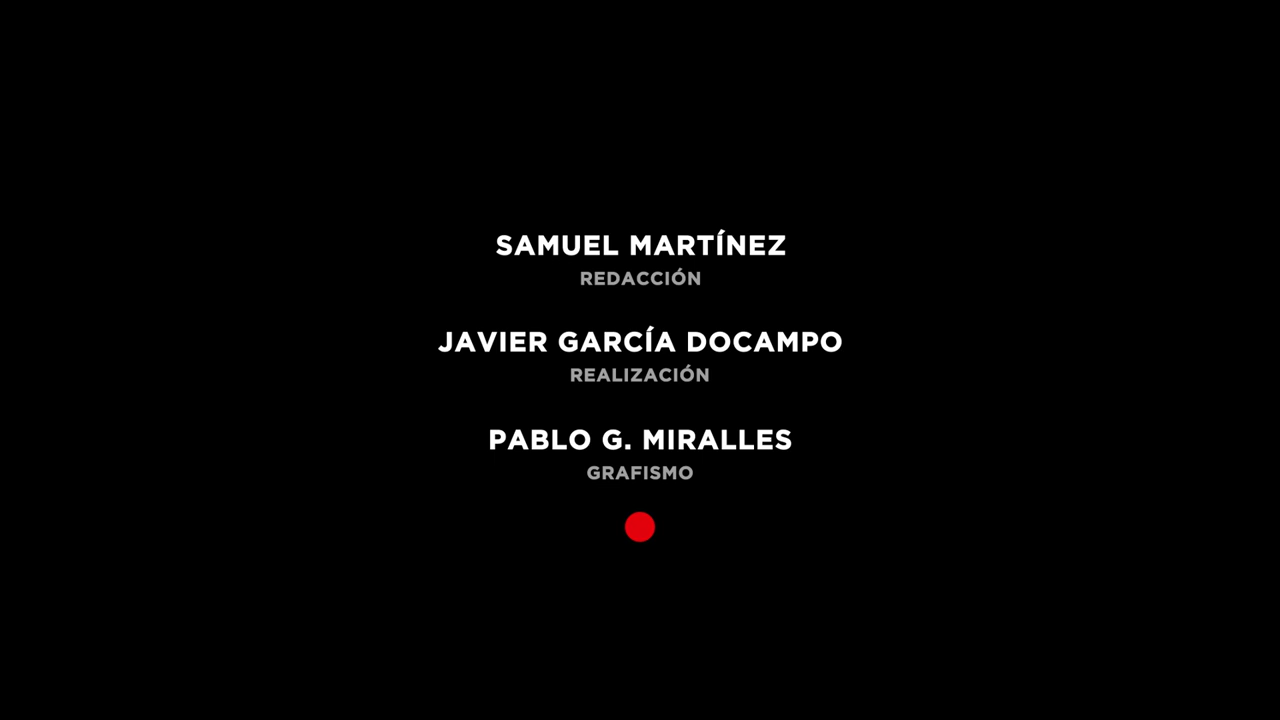 SAMUEL MARTÍNEZ
REDACCIÓN
JAVIER GARCÍA DOCAMPO
REALIZACIÓN
PABLO G. MIRALLES
GRAFISMO